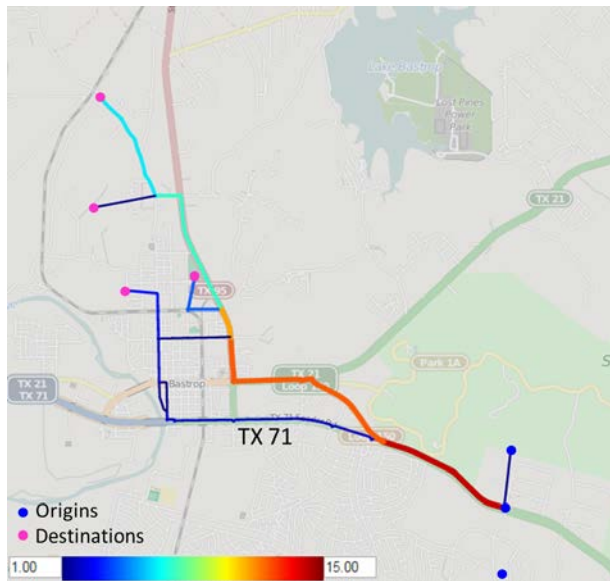 Lake Bastrop
Lost Pines
Power
Park
TX 21
TX 95
TX 21
Park 1A
TX 21
TX 71
Bastrop
TX 71
Origins
Destinations
1.00
15.00